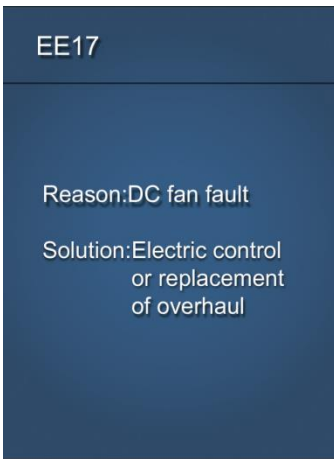 EE17
Reason:DC fan fault
Solution:Electric control
or replacement
of overhaul